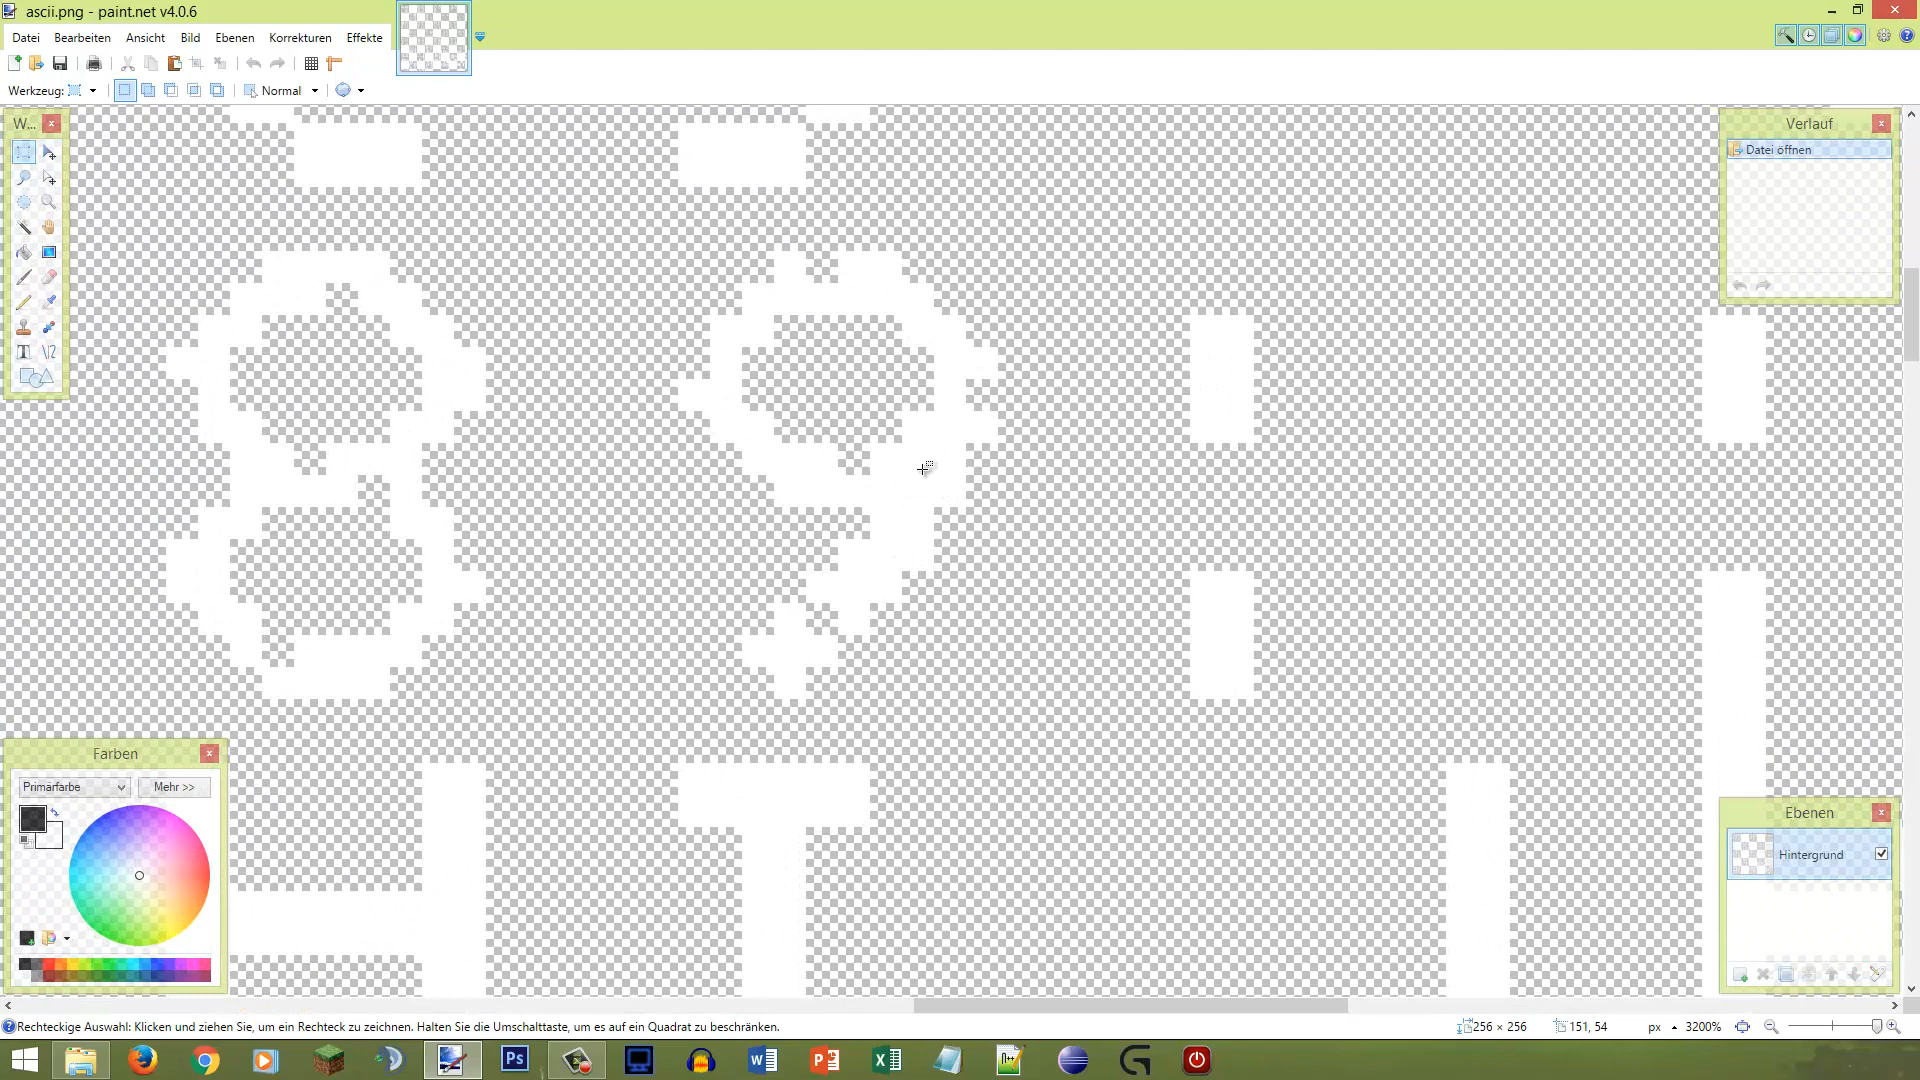 ascii.png - paint.net v4.0.6
Datei Bearbeiten Ansicht Bild Ebenen Korrekturen Effekte
Werkzeug: Normal
W...
Verlauf
Datei öffnen
Farben
Primärfarbe Mehr >>
Ebenen
Hintergrund
Rechteckige Auswahl: Klicken und ziehen Sie, um ein Rechteck zu zeichnen. Halten Sie die Umschalttaste, um es auf ein Quadrat zu beschränken.
256 × 256 151, 54 px 3200%
Ps